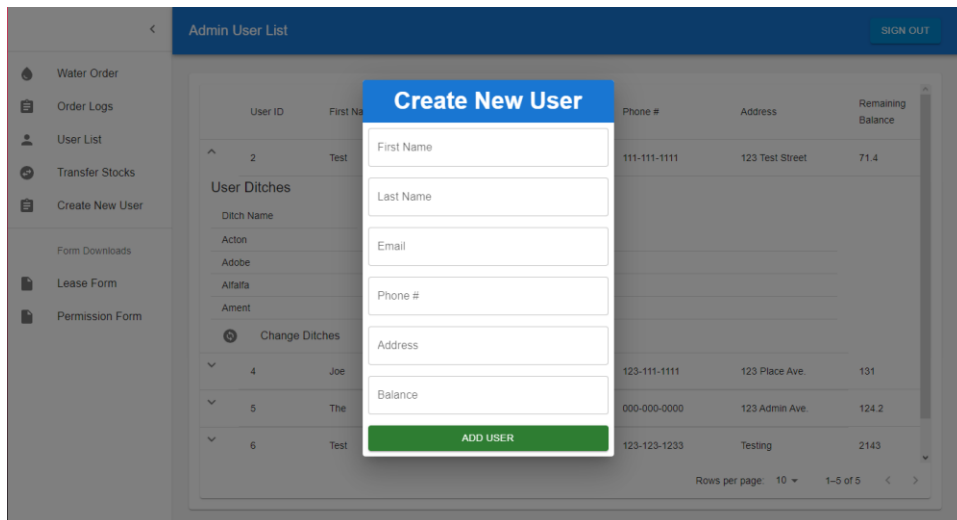 Admin User List
SIGN OUT
Water Order
Order Logs
User List
Transfer Stocks
Create New User
Form Downloads
Lease Form
Permission Form
User ID First Na Phone # Address Remaining
Balance
2 Test 111-111-1111 123 Test Street 71.4
User Ditches
Ditch Name
Acton
Adobe
Alfalfa
Ament
Change Ditches
4 Joe 123-111-1111 123 Place Ave. 131
5 The 000-000-0000 123 Admin Ave. 124.2
6 Test 123-123-1233 Testing 2143
Rows per page: 10 1–5 of 5
Create New User
First Name
Last Name
Email
Phone #
Address
Balance
ADD USER